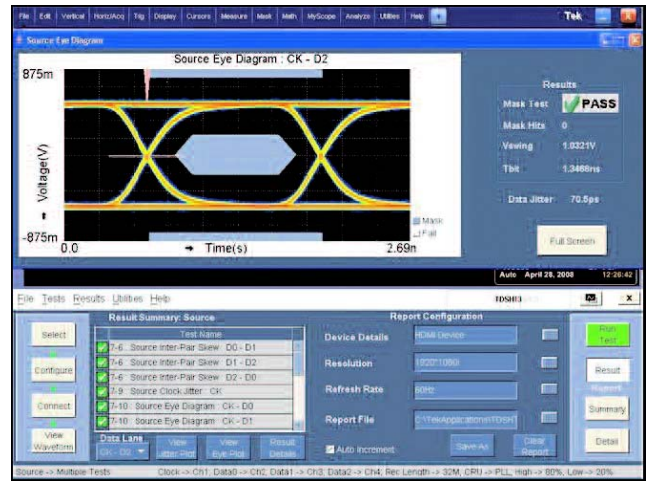 File Edit Vertical Horiz/Acq Trig Display Cursors Measure Mask Math MyScope Analyze Utilities Help Tek
Source Eye Diagram
Source Eye Diagram : CK - D2
875m
Voltage(V)
-875m
0.0
Time(s)
2.69n
Mask
Fail
Results
Mask Test PASS
Mask Hits 0
Vswing 1.0321V
Tbit 1.3468ns
Data Jitter 70.5ps
Full Screen
Auto April 28, 2008 12:26:42
File Tests Results Utilities Help TDSHT3
Select
Configure
Connect
View
Waveform
Result Summary: Source
Test Name
7-6 Source Inter-Pair Skew D0 - D1
7-6 Source Inter-Pair Skew D1 - D2
7-6 Source Inter-Pair Skew D2 - D0
7-9 Source Clock Jitter : CK
7-10 Source Eye Diagram CK - D0
7-10 Source Eye Diagram CK - D1
Data Lane
CK - D2
View
Jitter Plot
View
Eye Plot
Result
Details
Report Configuration
Device Details HDMI Device
Resolution
Refresh Rate 60Hz
Report File C:\TekApplications\TDSHT
Auto Increment
Save As
Clear
Report
Run
Test
Result
Report
Summary
Detail
Source -> Multiple Tests Clock -> Ch1, Data0 -> Ch2, Data1 -> Ch3, Data2 -> Ch4, Rec Length -> 32M, CRU -> PLL, High -> 80%, Low -> 20%